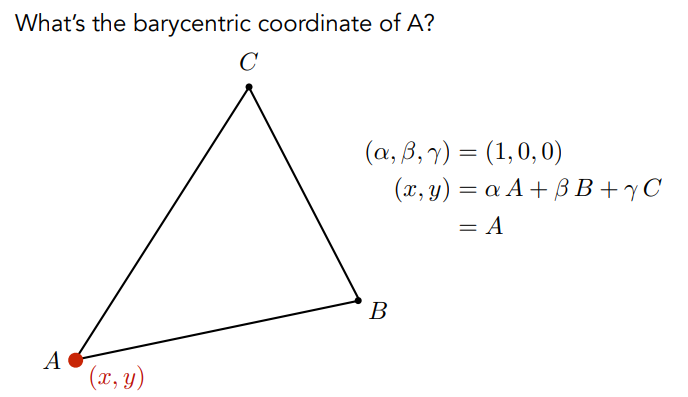 What's the barycentric coordinate of A?
C
(α, β, γ) = (1, 0, 0)
(x, y) = α A + β B + γ C
= A
B
A
(x, y)